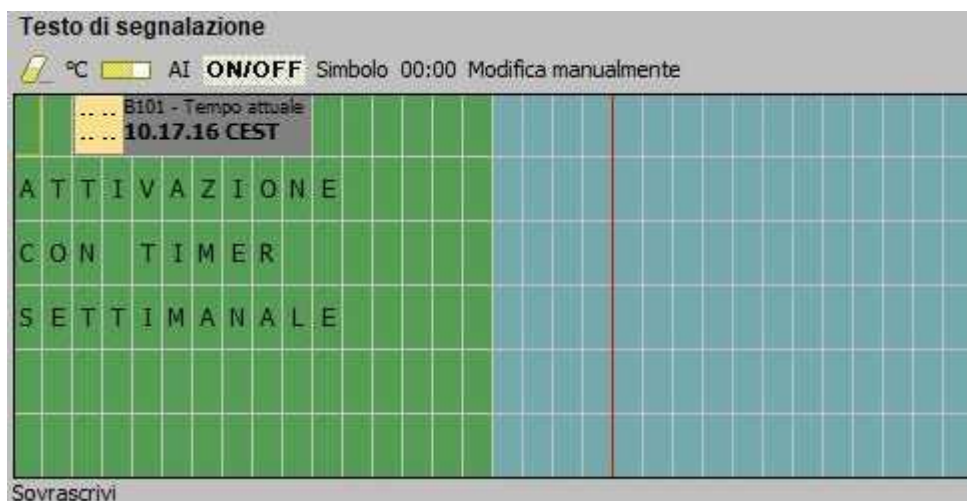 Testo di segnalazione
°C AI ON/OFF Simbolo 00:00 Modifica manualmente
B101 - Tempo attuale
10.17.16 CEST
ATTIVAZIONE
CON TIMER
SETTIMANALE
Sovrascrivi